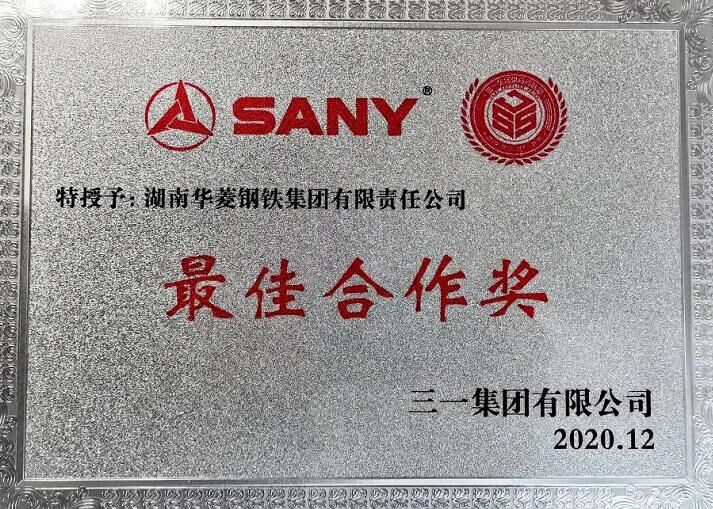 SANY®
特授予：湖南华菱钢铁集团有限责任公司
最佳合作奖
三一集团有限公司
2020.12